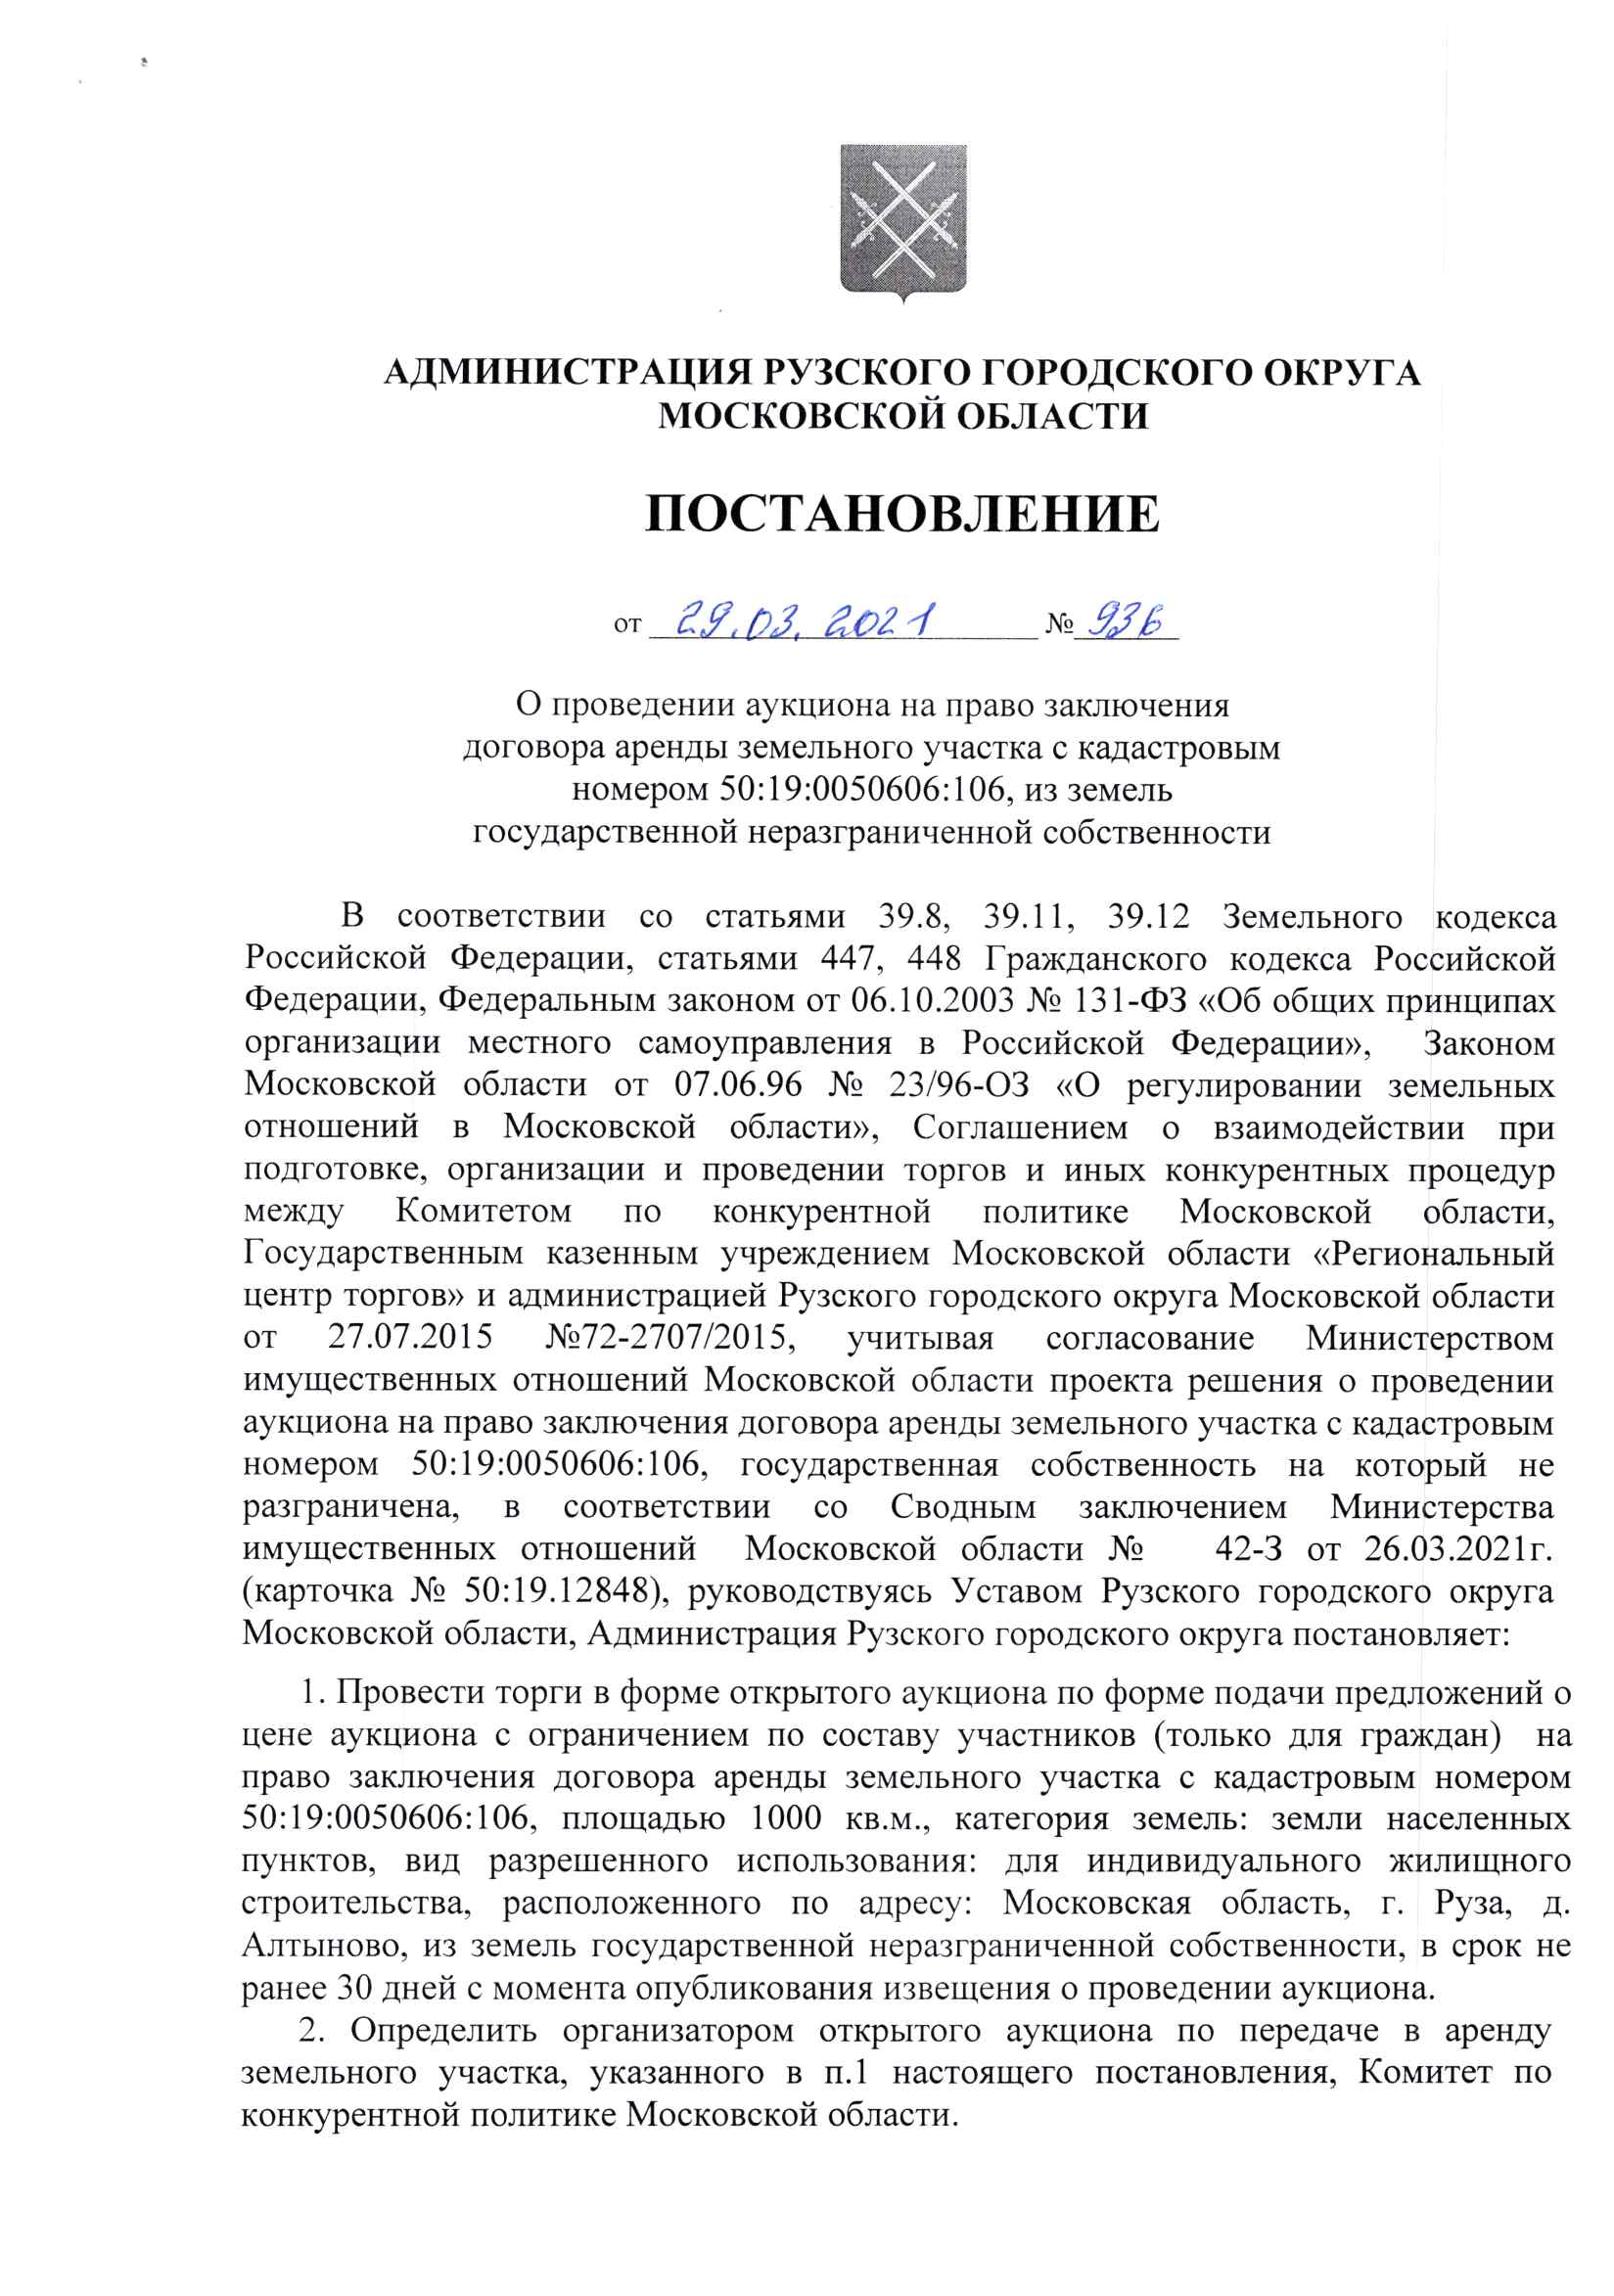 АДМИНИСТРАЦИЯ РУЗСКОГО ГОРОДСКОГО ОКРУГА
МОСКОВСКОЙ ОБЛАСТИ
ПОСТАНОВЛЕНИЕ
от 29.03.2021 № 936
О проведении аукциона на право заключения
договора аренды земельного участка с кадастровым
номером 50:19:0050606:106, из земель
государственной неразграниченной собственности
В соответствии со статьями 39.8, 39.11, 39.12 Земельного кодекса
Российской Федерации, статьями 447, 448 Гражданского кодекса Российской
Федерации, Федеральным законом от 06.10.2003 № 131-ФЗ «Об общих принципах
организации местного самоуправления в Российской Федерации», Законом
Московской области от 07.06.96 № 23/96-ОЗ «О регулировании земельных
отношений в Московской области», Соглашением о взаимодействии при
подготовке, организации и проведении торгов и иных конкурентных процедур
между Комитетом по конкурентной политике Московской области,
Государственным казенным учреждением Московской области «Региональный
центр торгов» и администрацией Рузского городского округа Московской области
от 27.07.2015 №72-2707/2015, учитывая согласование Министерством
имущественных отношений Московской области проекта решения о проведении
аукциона на право заключения договора аренды земельного участка с кадастровым
номером 50:19:0050606:106, государственная собственность на который не
разграничена, в соответствии со Сводным заключением Министерства
имущественных отношений Московской области № 42-З от 26.03.2021г.
(карточка № 50:19.12848), руководствуясь Уставом Рузского городского округа
Московской области, Администрация Рузского городского округа постановляет:
1. Провести торги в форме открытого аукциона по форме подачи предложений о
цене аукциона с ограничением по составу участников (только для граждан) на
право заключения договора аренды земельного участка с кадастровым номером
50:19:0050606:106, площадью 1000 кв.м., категория земель: земли населенных
пунктов, вид разрешенного использования: для индивидуального жилищного
строительства, расположенного по адресу: Московская область, г. Руза, д.
Алтыново, из земель государственной неразграниченной собственности, в срок не
ранее 30 дней с момента опубликования извещения о проведении аукциона.
2. Определить организатором открытого аукциона по передаче в аренду
земельного участка, указанного в п.1 настоящего постановления, Комитет по
конкурентной политике Московской области.